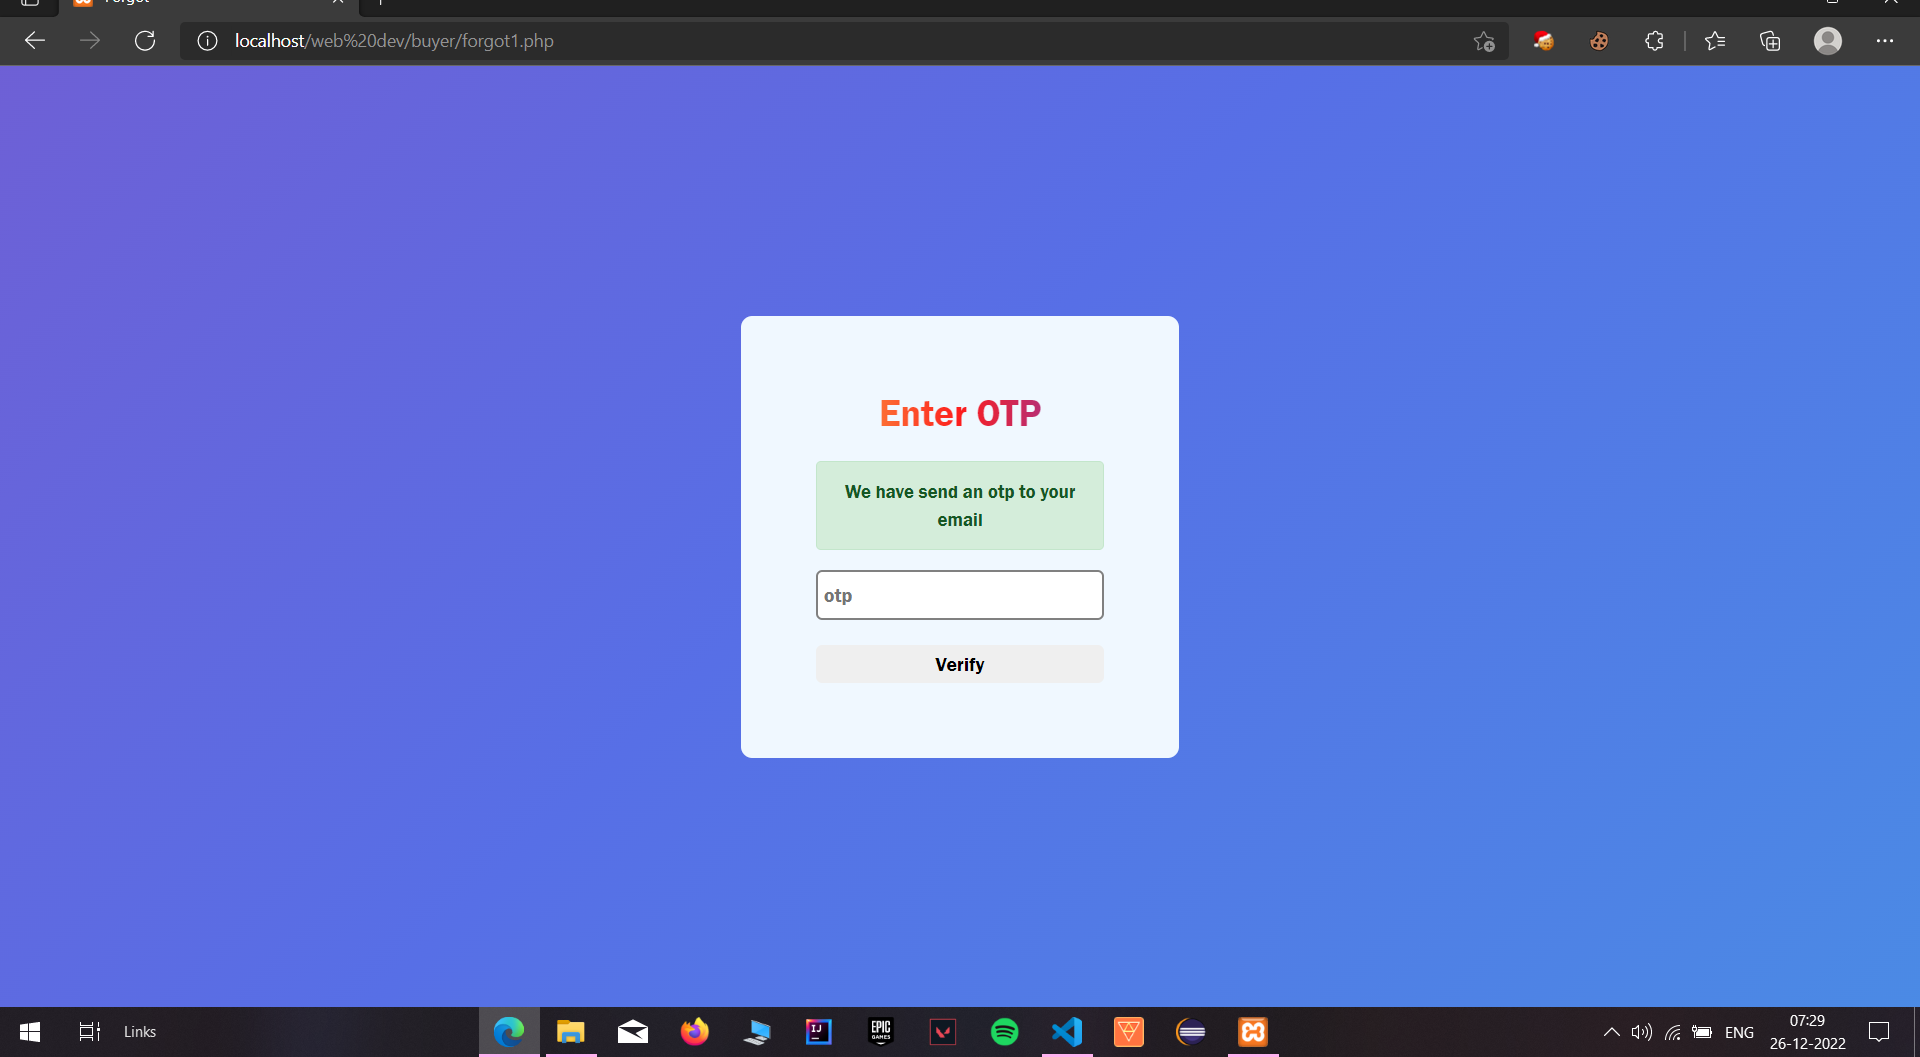 localhost/web%20dev/buyer/forgot1.php
Enter OTP
We have send an otp to your
email
otp
Verify
Links
IJ
EPIC
GAMES
ENG
07:29
26-12-2022